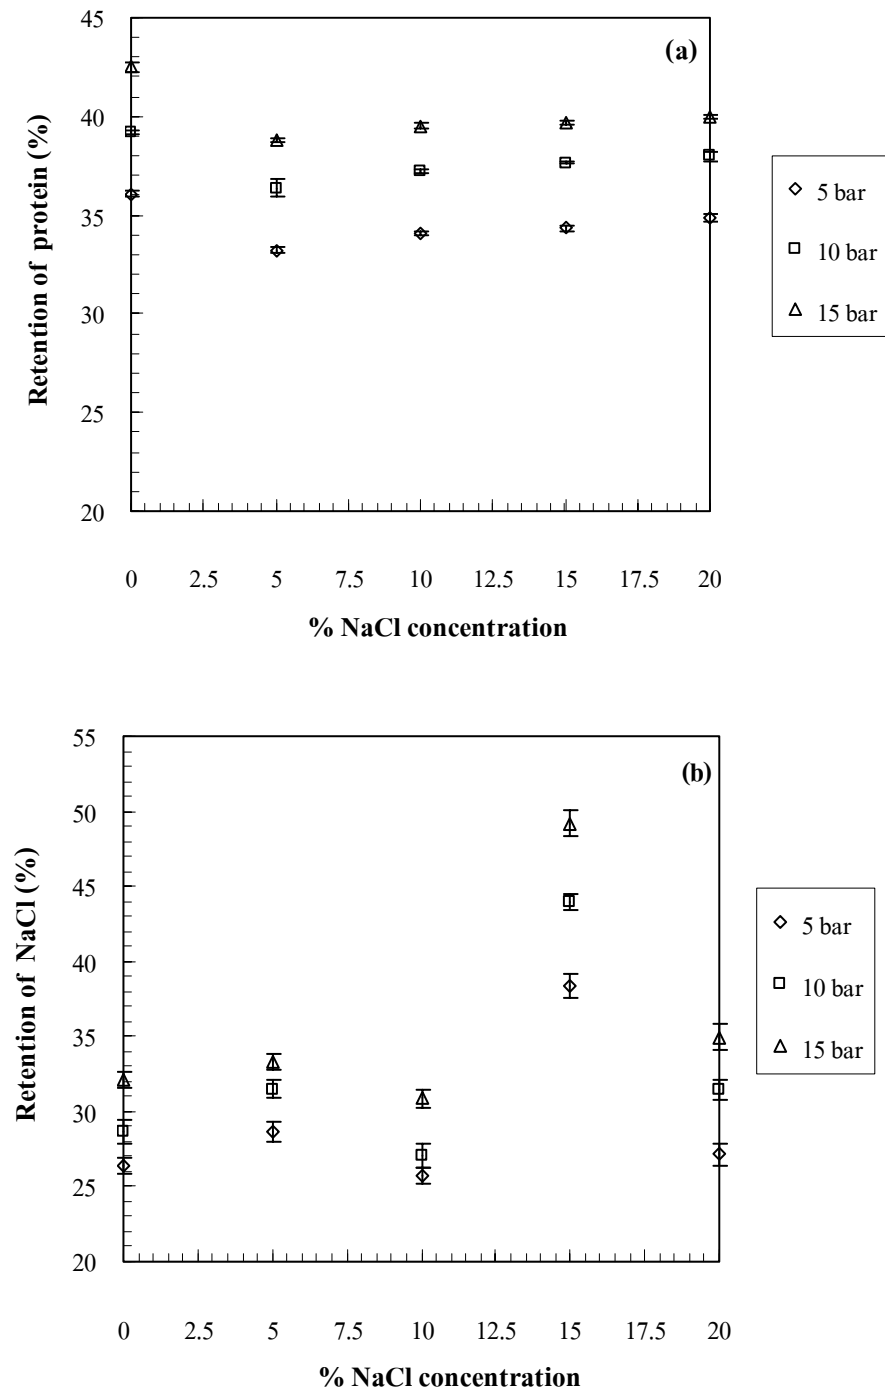 45
40
35
30
25
20
Retention of protein (%)
(a)
0 2.5 5 7.5 10 12.5 15 17.5 20
% NaCl concentration
5 bar
10 bar
15 bar
55
50
45
40
35
30
25
20
Retention of NaCl (%)
(b)
0 2.5 5 7.5 10 12.5 15 17.5 20
% NaCl concentration
5 bar
10 bar
15 bar